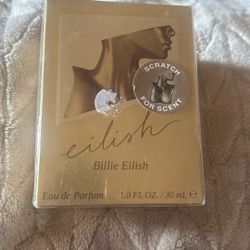 SCRATCH
FOR SCENT
eilish
Billie Eilish
Eau de Parfum 1.0 FL OZ. / 30 mL ℮